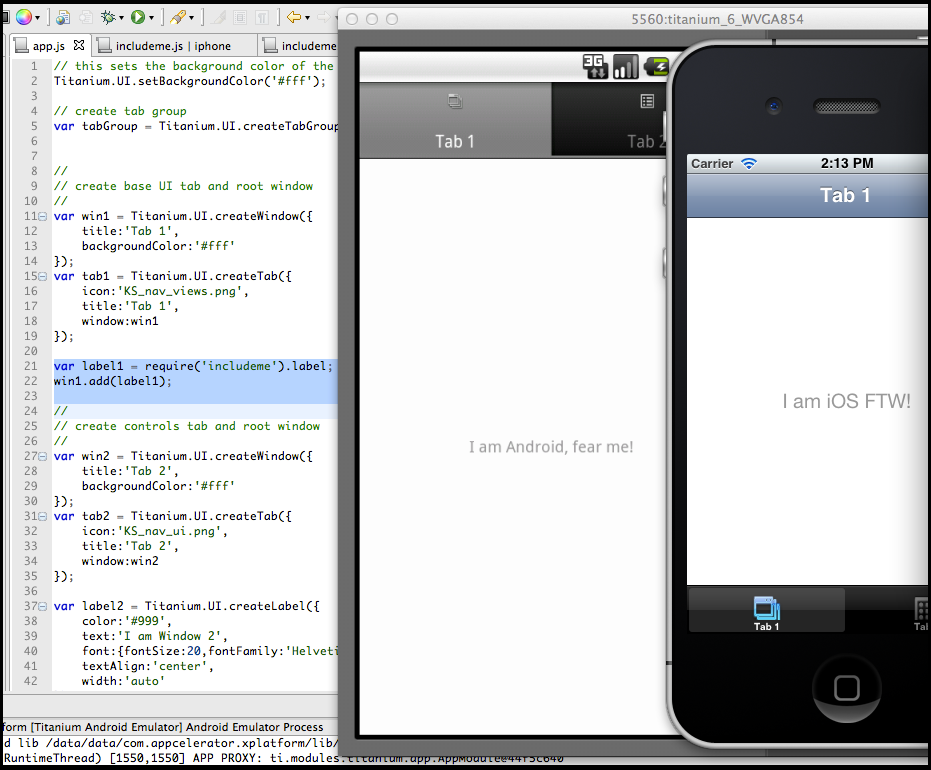 5560:titanium_6_WVGA854
app.js
includeme.js | iphone
includeme
1 // this sets the background color of the
2 Titanium.UI.setBackgroundColor('#fff');
3
4 // create tab group
5 var tabGroup = Titanium.UI.createTabGroup
6
7
8 //
9 // create base UI tab and root window
10 //
11 var win1 = Titanium.UI.createWindow({
12     title:'Tab 1',
13     backgroundColor:'#fff'
14 });
15 var tab1 = Titanium.UI.createTab({
16     icon:'KS_nav_views.png',
17     title:'Tab 1',
18     window:win1
19 });
20
21 var label1 = require('includeme').label;
22 win1.add(label1);
23
24 //
25 // create controls tab and root window
26 //
27 var win2 = Titanium.UI.createWindow({
28     title:'Tab 2',
29     backgroundColor:'#fff'
30 });
31 var tab2 = Titanium.UI.createTab({
32     icon:'KS_nav_ui.png',
33     title:'Tab 2',
34     window:win2
35 });
36
37 var label2 = Titanium.UI.createLabel({
38     color:'#999',
39     text:'I am Window 2',
40     font:{fontSize:20,fontFamily:'Helveti
41     textAlign:'center',
42     width:'auto'
form [Titanium Android Emulator] Android Emulator Process
d lib /data/data/com.appcelerator.xplatform/lib/
RuntimeThread) [1550,1550] APP PROXY: ti.modules.titanium.app.AppModule@44f5c640
3G
Tab 1
Tab 2
I am Android, fear me!
Carrier
2:13 PM
Tab 1
I am iOS FTW!
Tab 1
Tal